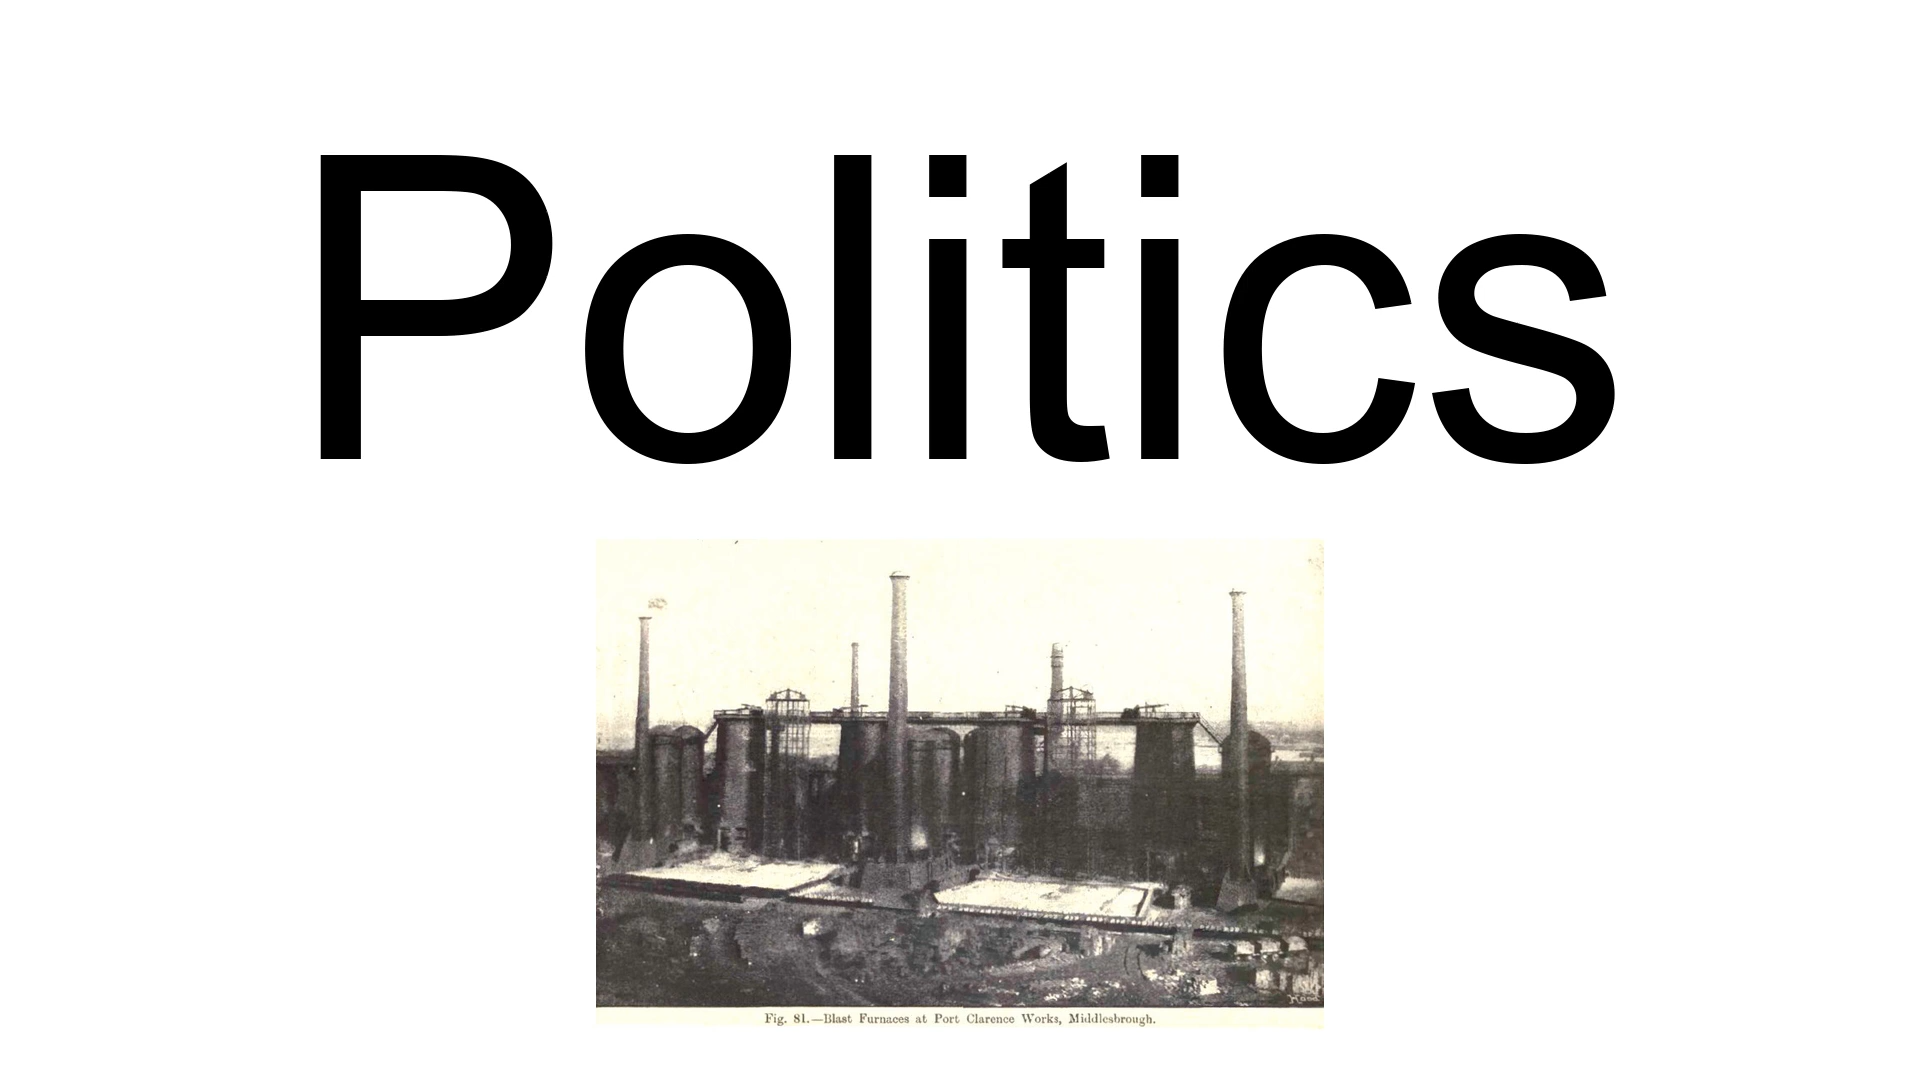 Politics
Fig. 81.—Blast Furnaces at Port Clarence Works, Middlesbrough.